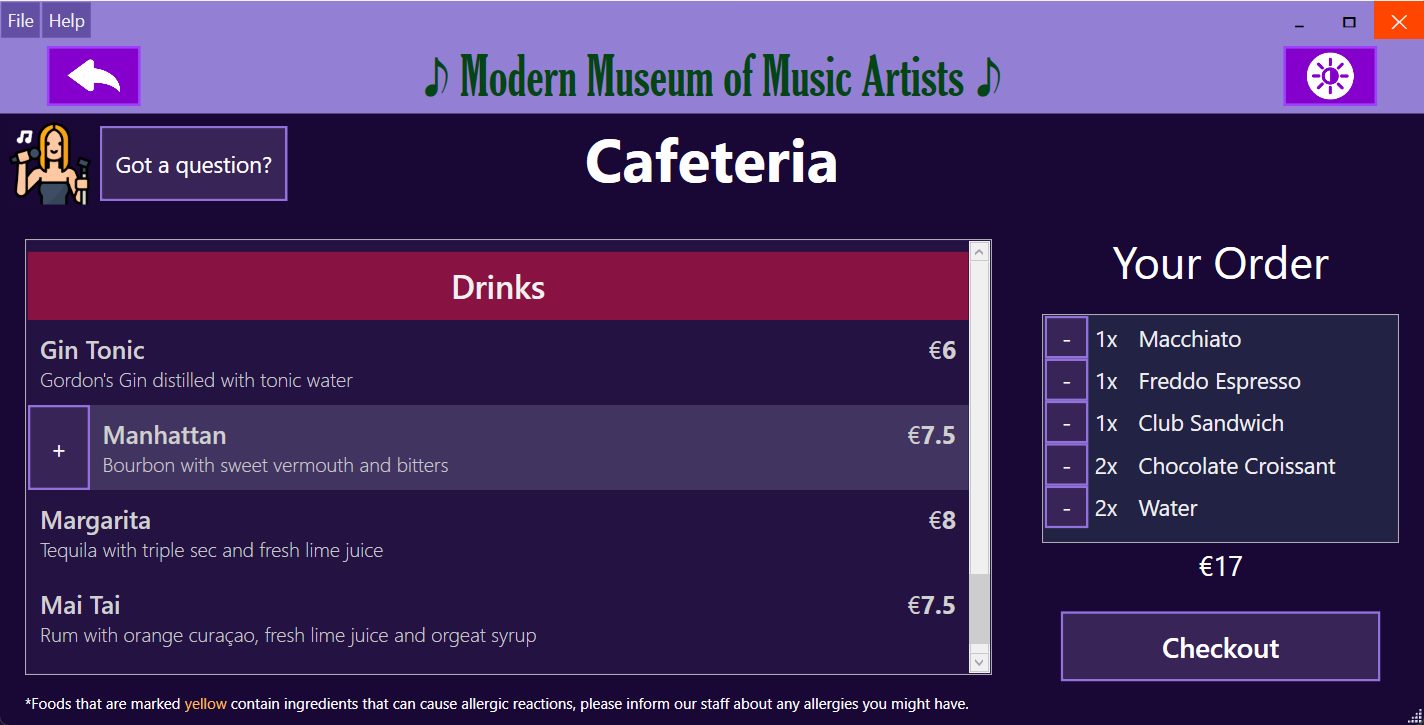 File Help
♪ Modern Museum of Music Artists ♪
Got a question?
Cafeteria
Drinks
Gin Tonic €6
Gordon's Gin distilled with tonic water
+ Manhattan €7.5
Bourbon with sweet vermouth and bitters
Margarita €8
Tequila with triple sec and fresh lime juice
Mai Tai €7.5
Rum with orange curaçao, fresh lime juice and orgeat syrup
Your Order
- 1x Macchiato
- 1x Freddo Espresso
- 1x Club Sandwich
- 2x Chocolate Croissant
- 2x Water
€17
Checkout
*Foods that are marked yellow contain ingredients that can cause allergic reactions, please inform our staff about any allergies you might have.